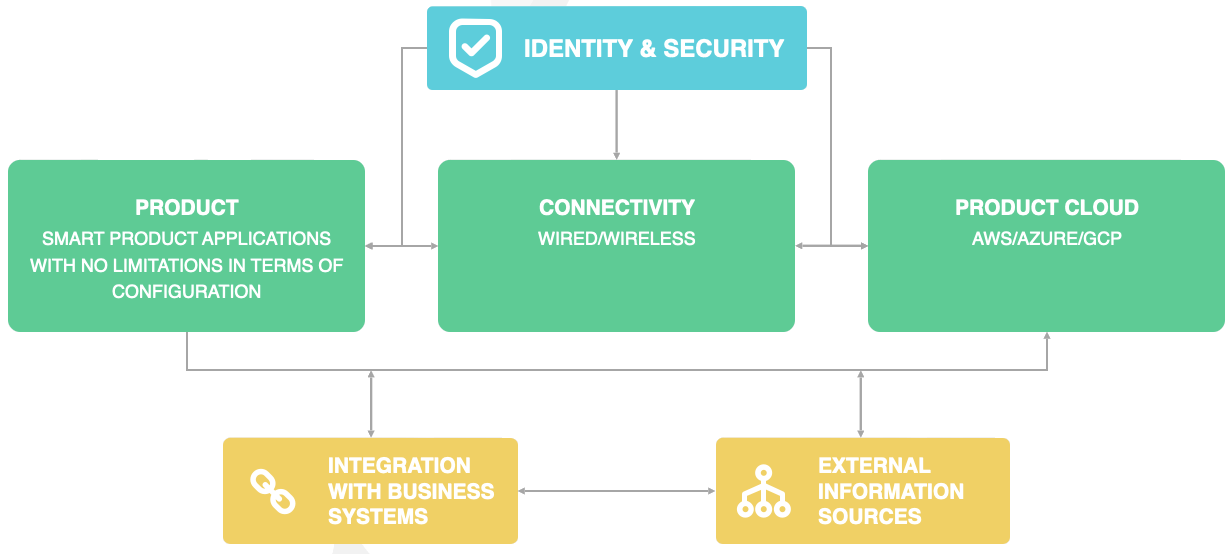 IDENTITY & SECURITY
PRODUCT
SMART PRODUCT APPLICATIONS
WITH NO LIMITATIONS IN TERMS OF
CONFIGURATION
CONNECTIVITY
WIRED/WIRELESS
PRODUCT CLOUD
AWS/AZURE/GCP
INTEGRATION
WITH BUSINESS
SYSTEMS
EXTERNAL
INFORMATION
SOURCES